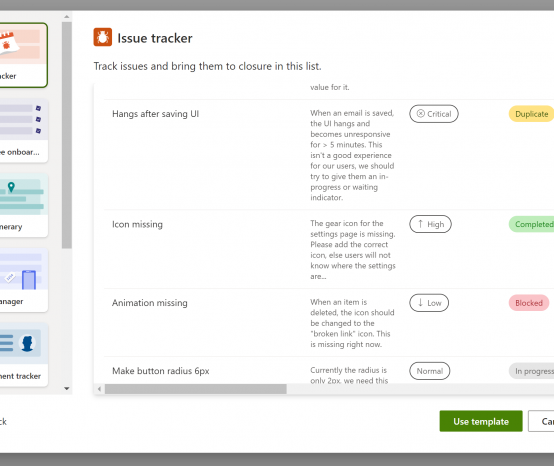 Issue tracker
Track issues and bring them to closure in this list.
value for it.
Hangs after saving UI
When an email is saved,
the UI hangs and
becomes unresponsive
for > 5 minutes. This
isn't a good experience
for our users, we should
try to give them an in-
progress or waiting
indicator.
Critical
Duplicate
Icon missing
The gear icon for the
settings page is missing.
Please add the correct
icon, else users will not
know where the settings
are...
High
Completed
Animation missing
When an item is
deleted, the icon should
be changed to the
"broken link" icon. This
is missing right now.
Low
Blocked
Make button radius 6px
Currently the radius is
only 2px, we need this
Normal
In progress
acker
ee onboar...
nerary
anager
ment tracker
ck
Use template
Can